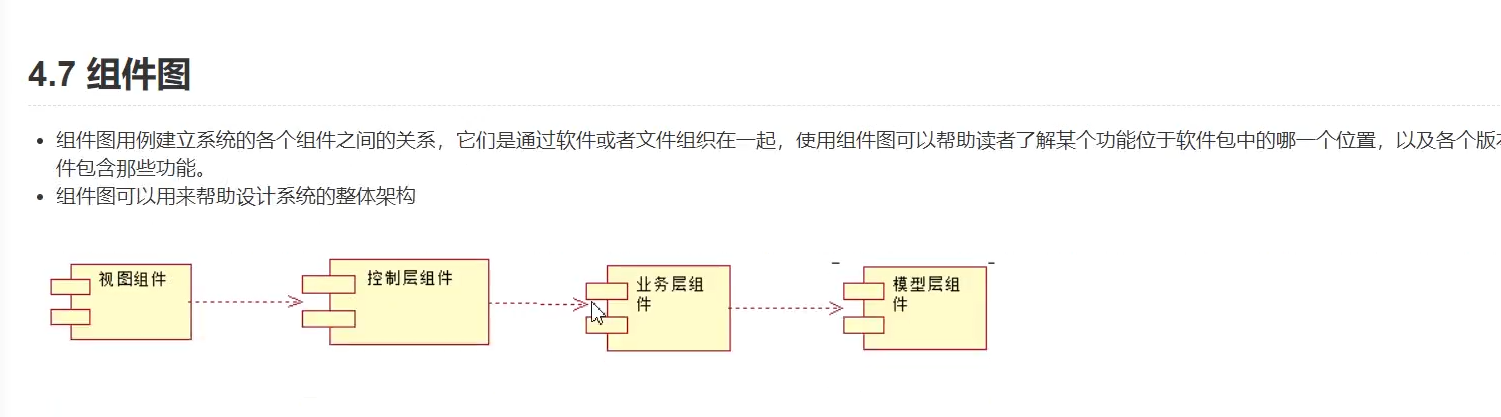 4.7 组件图
组件图用例建立系统的各个组件之间的关系，它们是通过软件或者文件组织在一起，使用组件图可以帮助读者了解某个功能位于软件包中的哪一个位置，以及各个版
件包含那些功能。
组件图可以用来帮助设计系统的整体架构
视图组件
控制层组件
业务层组
件
模型层组
件